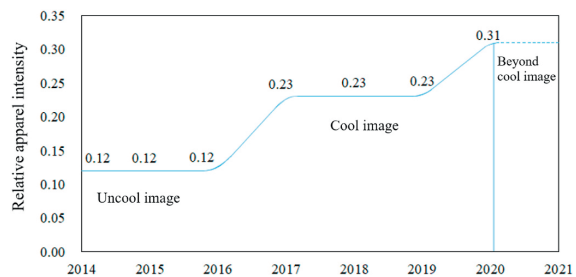 Relative apparel intensity
0.35
0.30
0.25
0.20
0.15
0.10
0.05
0.00
0.12 0.12 0.12
0.23 0.23 0.23
0.31
Uncool image
Cool image
Beyond
cool image
2014 2015 2016 2017 2018 2019 2020 2021